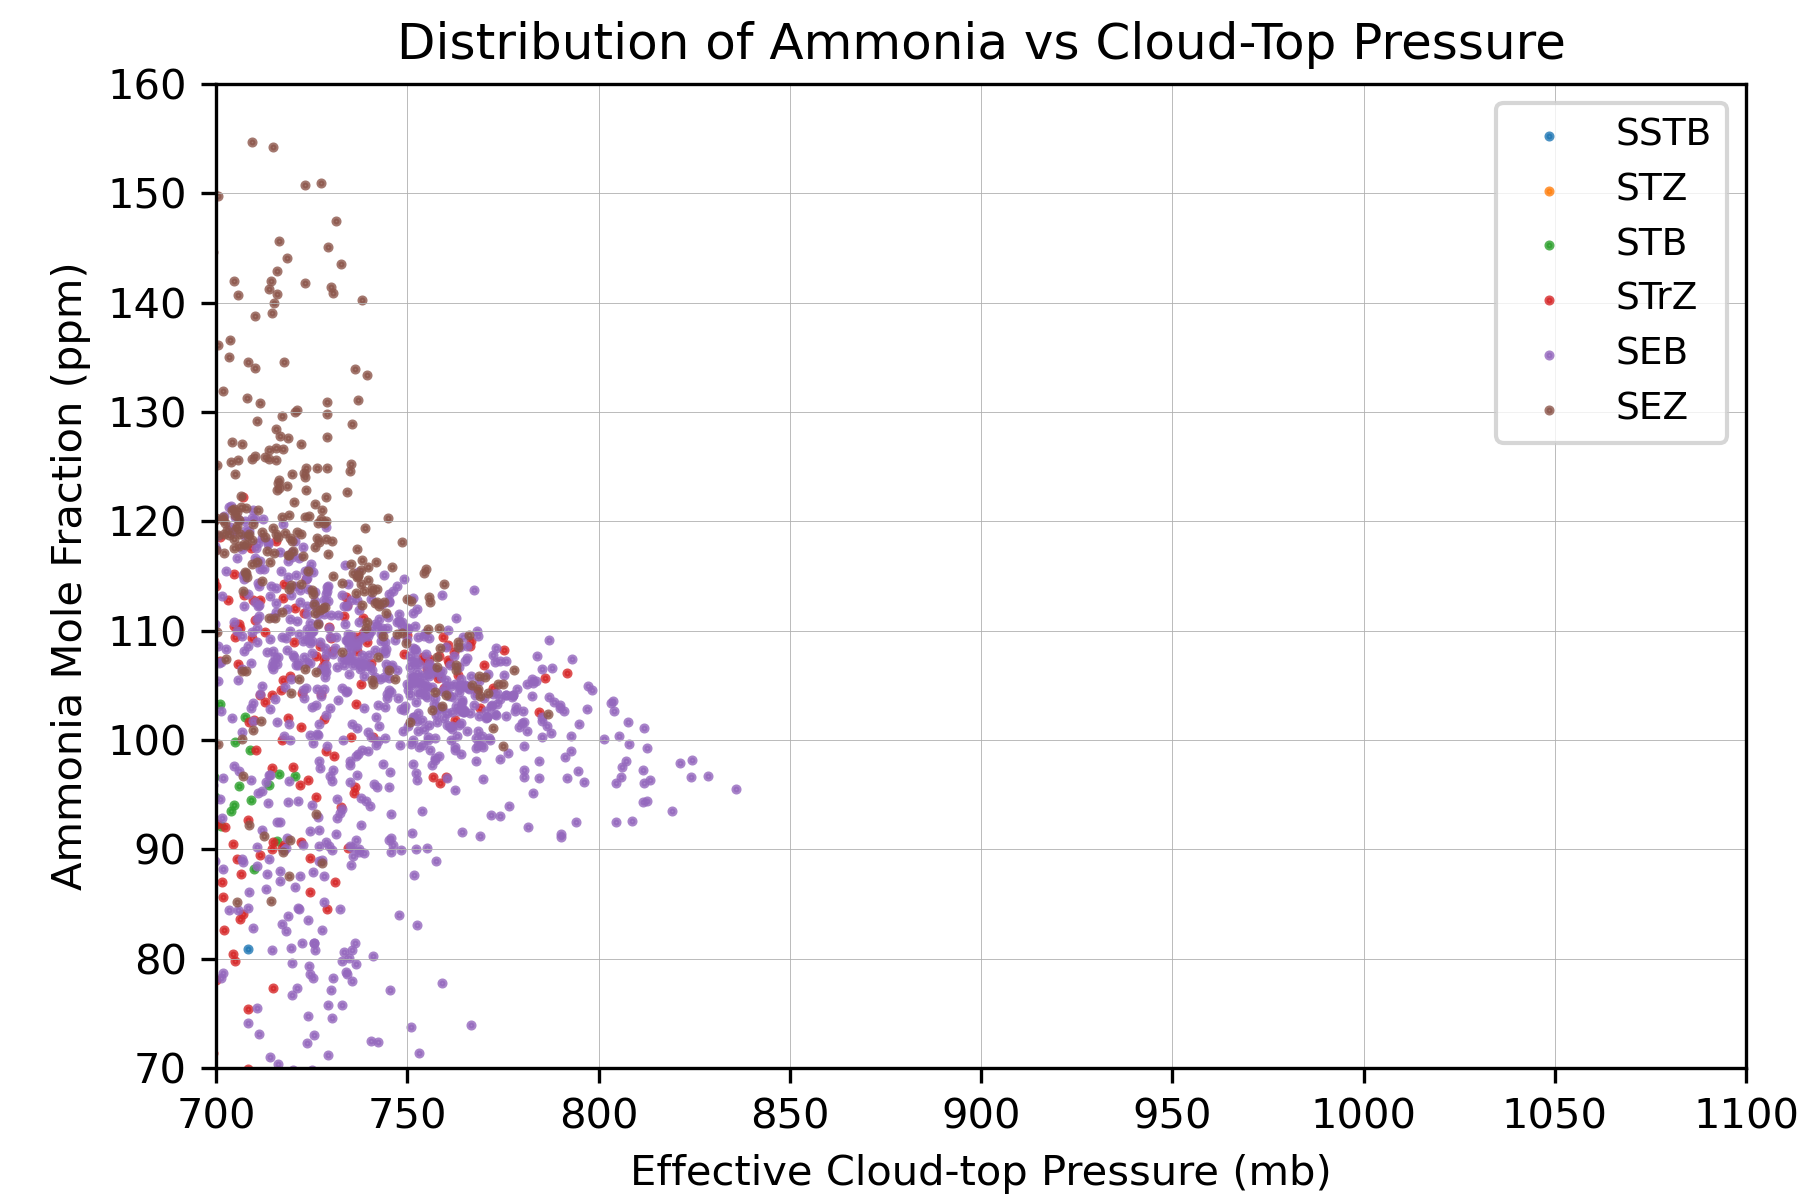 Distribution of Ammonia vs Cloud-Top Pressure
160
150
140
130
120
110
100
90
80
70
Ammonia Mole Fraction (ppm)
SSTB
STZ
STB
STrZ
SEB
SEZ
700 750 800 850 900 950 1000 1050 1100
Effective Cloud-top Pressure (mb)